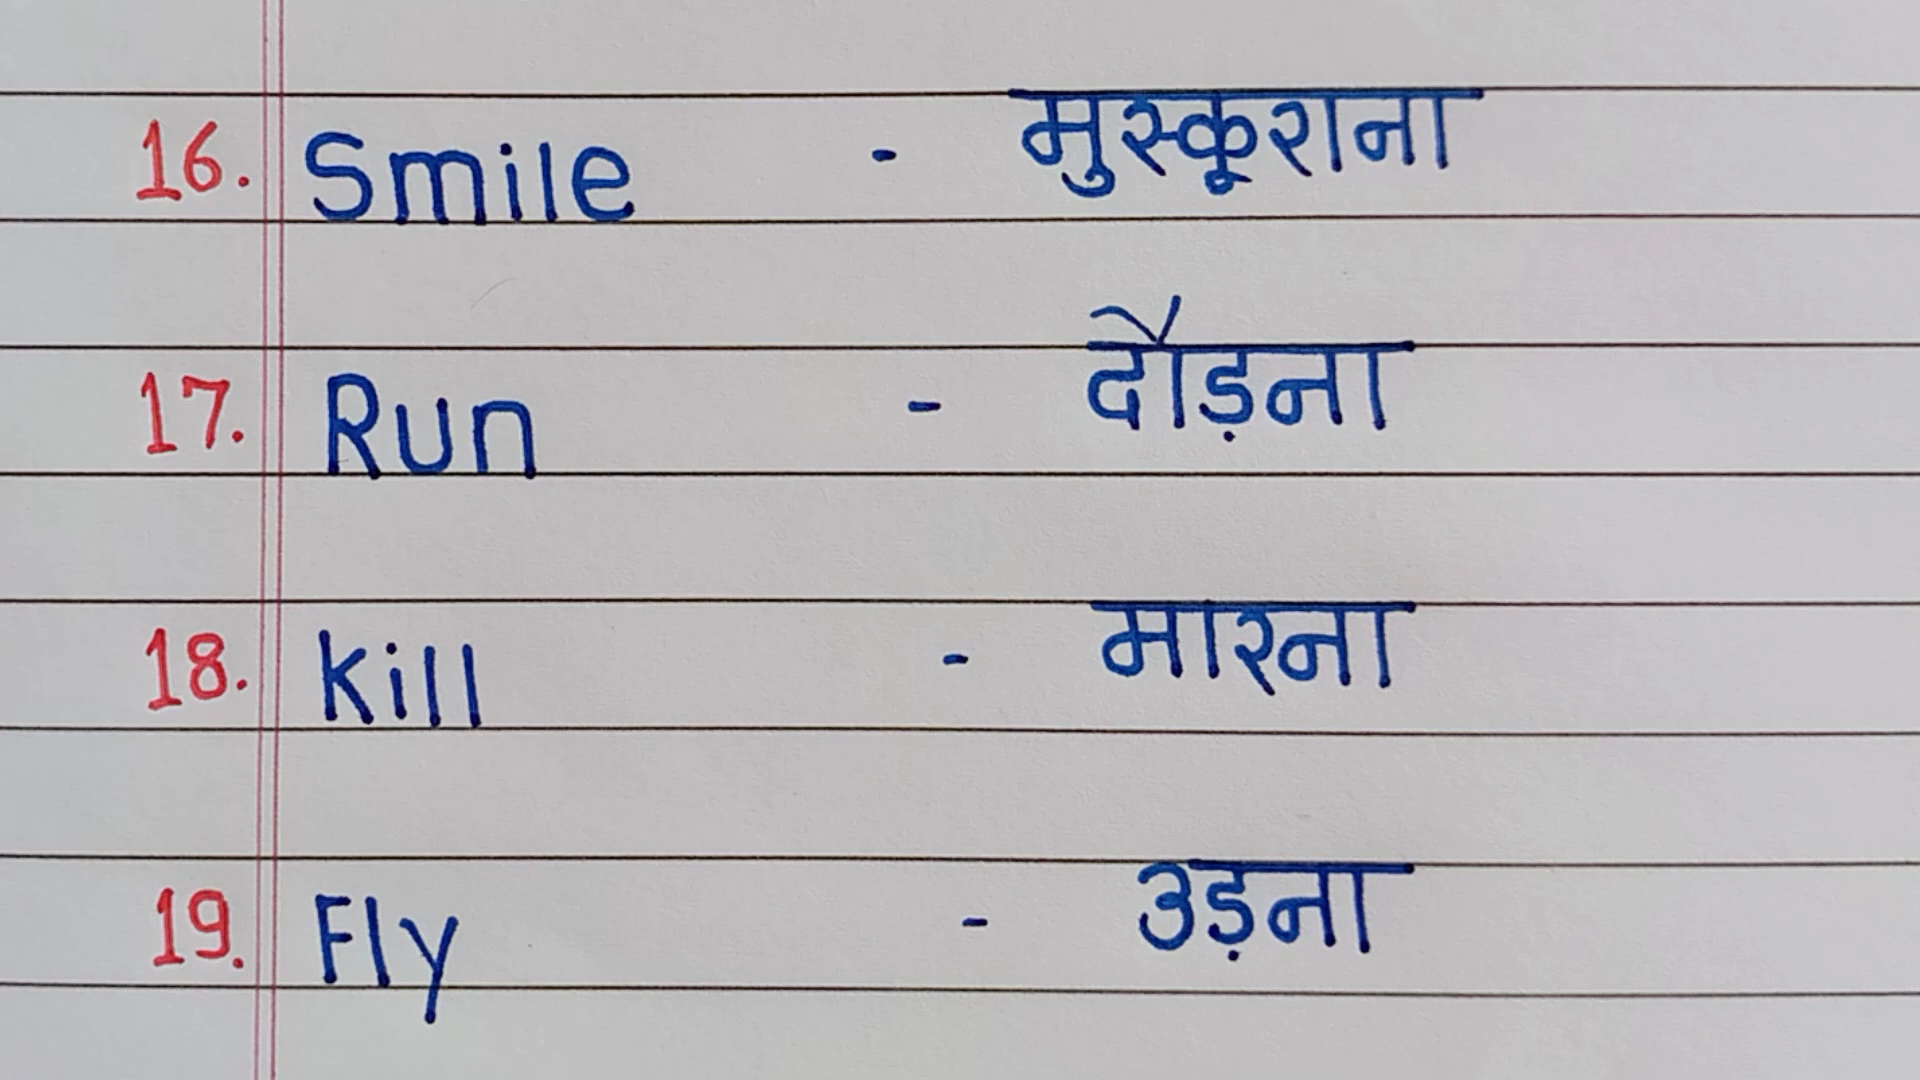 16. Smile - मुस्कूराना
17. Run - दौड़ना
18. Kill - मारना
19. Fly - उड़ना